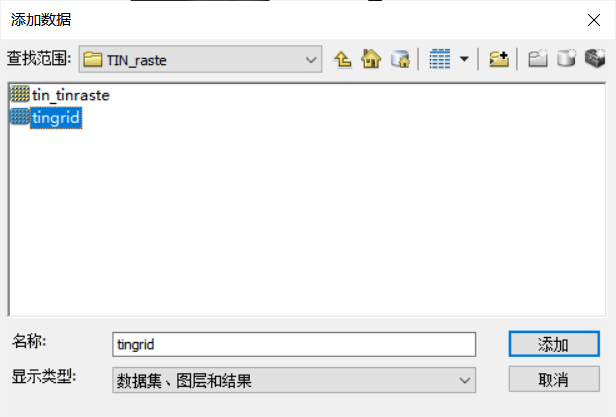 添加数据
查找范围: TIN_raste
tin_tinraste
tingrid
名称: tingrid
添加
显示类型: 数据集、图层和结果
取消